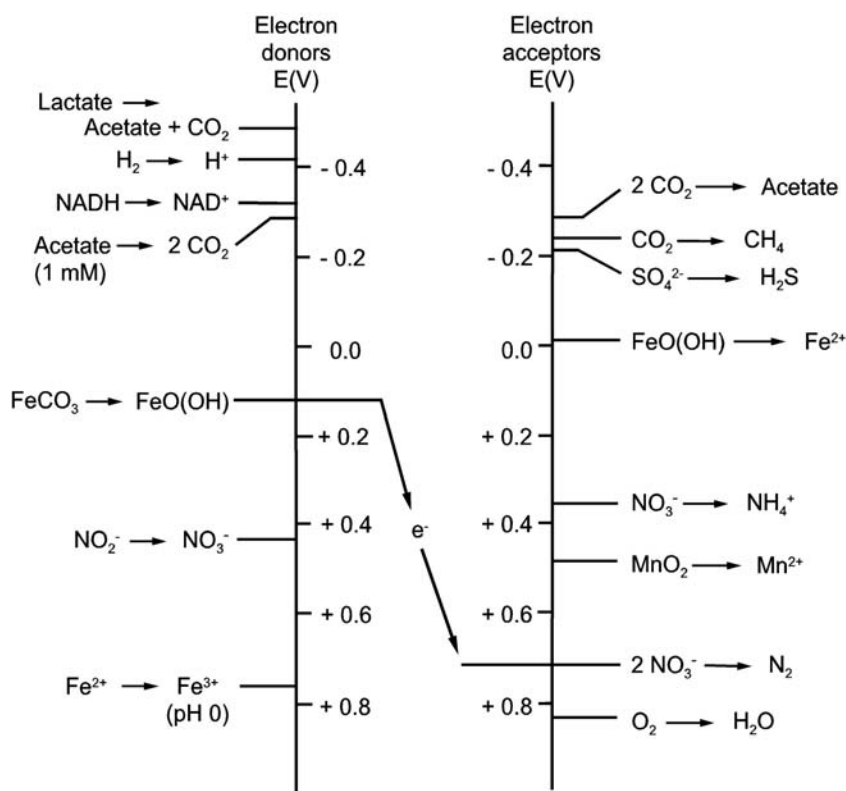 Electron
donors
E(V)
Lactate →
Acetate + CO₂
H₂ → H⁺
NADH → NAD⁺
Acetate → 2 CO₂
(1 mM)
FeCO₃ → FeO(OH)
NO₂⁻ → NO₃⁻
Fe²⁺ → Fe³⁺
(pH 0)
- 0.4
- 0.2
0.0
+ 0.2
+ 0.4
+ 0.6
+ 0.8
e⁻
Electron
acceptors
E(V)
- 0.4
- 0.2
0.0
+ 0.2
+ 0.4
+ 0.6
+ 0.8
2 CO₂ → Acetate
CO₂ → CH₄
SO₄²⁻ → H₂S
FeO(OH) → Fe²⁺
NO₃⁻ → NH₄⁺
MnO₂ → Mn²⁺
2 NO₃⁻ → N₂
O₂ → H₂O